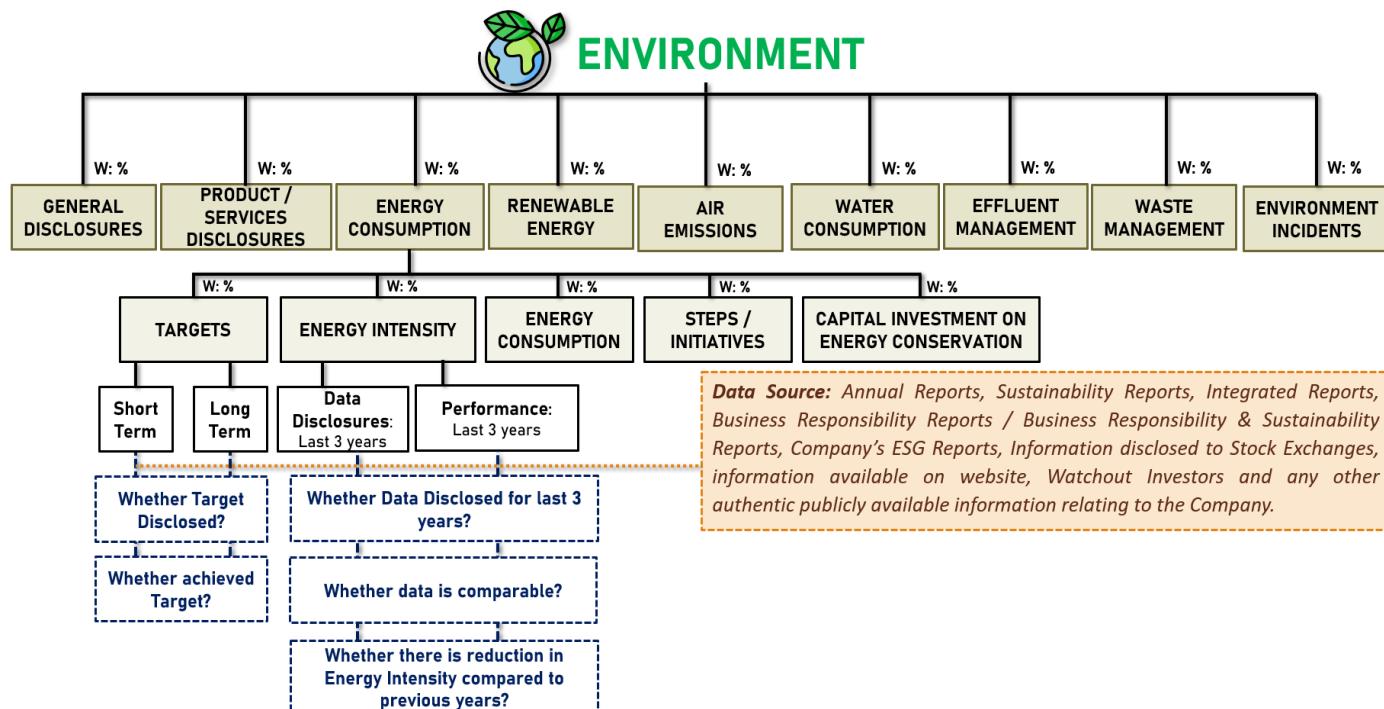 ENVIRONMENT
W: %
W: %
W: %
W: %
W: %
W: %
W: %
W: %
W: %
GENERAL
DISCLOSURES
PRODUCT /
SERVICES
DISCLOSURES
ENERGY
CONSUMPTION
RENEWABLE
ENERGY
AIR
EMISSIONS
WATER
CONSUMPTION
EFFLUENT
MANAGEMENT
WASTE
MANAGEMENT
ENVIRONMENT
INCIDENTS
W: %
W: %
W: %
W: %
W: %
TARGETS
ENERGY INTENSITY
ENERGY
CONSUMPTION
STEPS /
INITIATIVES
CAPITAL INVESTMENT ON
ENERGY CONSERVATION
Short
Term
Long
Term
Data
Disclosures:
Last 3 years
Performance:
Last 3 years
Data Source: Annual Reports, Sustainability Reports, Integrated Reports,
Business Responsibility Reports / Business Responsibility & Sustainability
Reports, Company's ESG Reports, Information disclosed to Stock Exchanges,
information available on website, Watchout Investors and any other
authentic publicly available information relating to the Company.
Whether Target
Disclosed?
Whether achieved
Target?
Whether Data Disclosed for last 3
years?
Whether data is comparable?
Whether there is reduction in
Energy Intensity compared to
previous years?